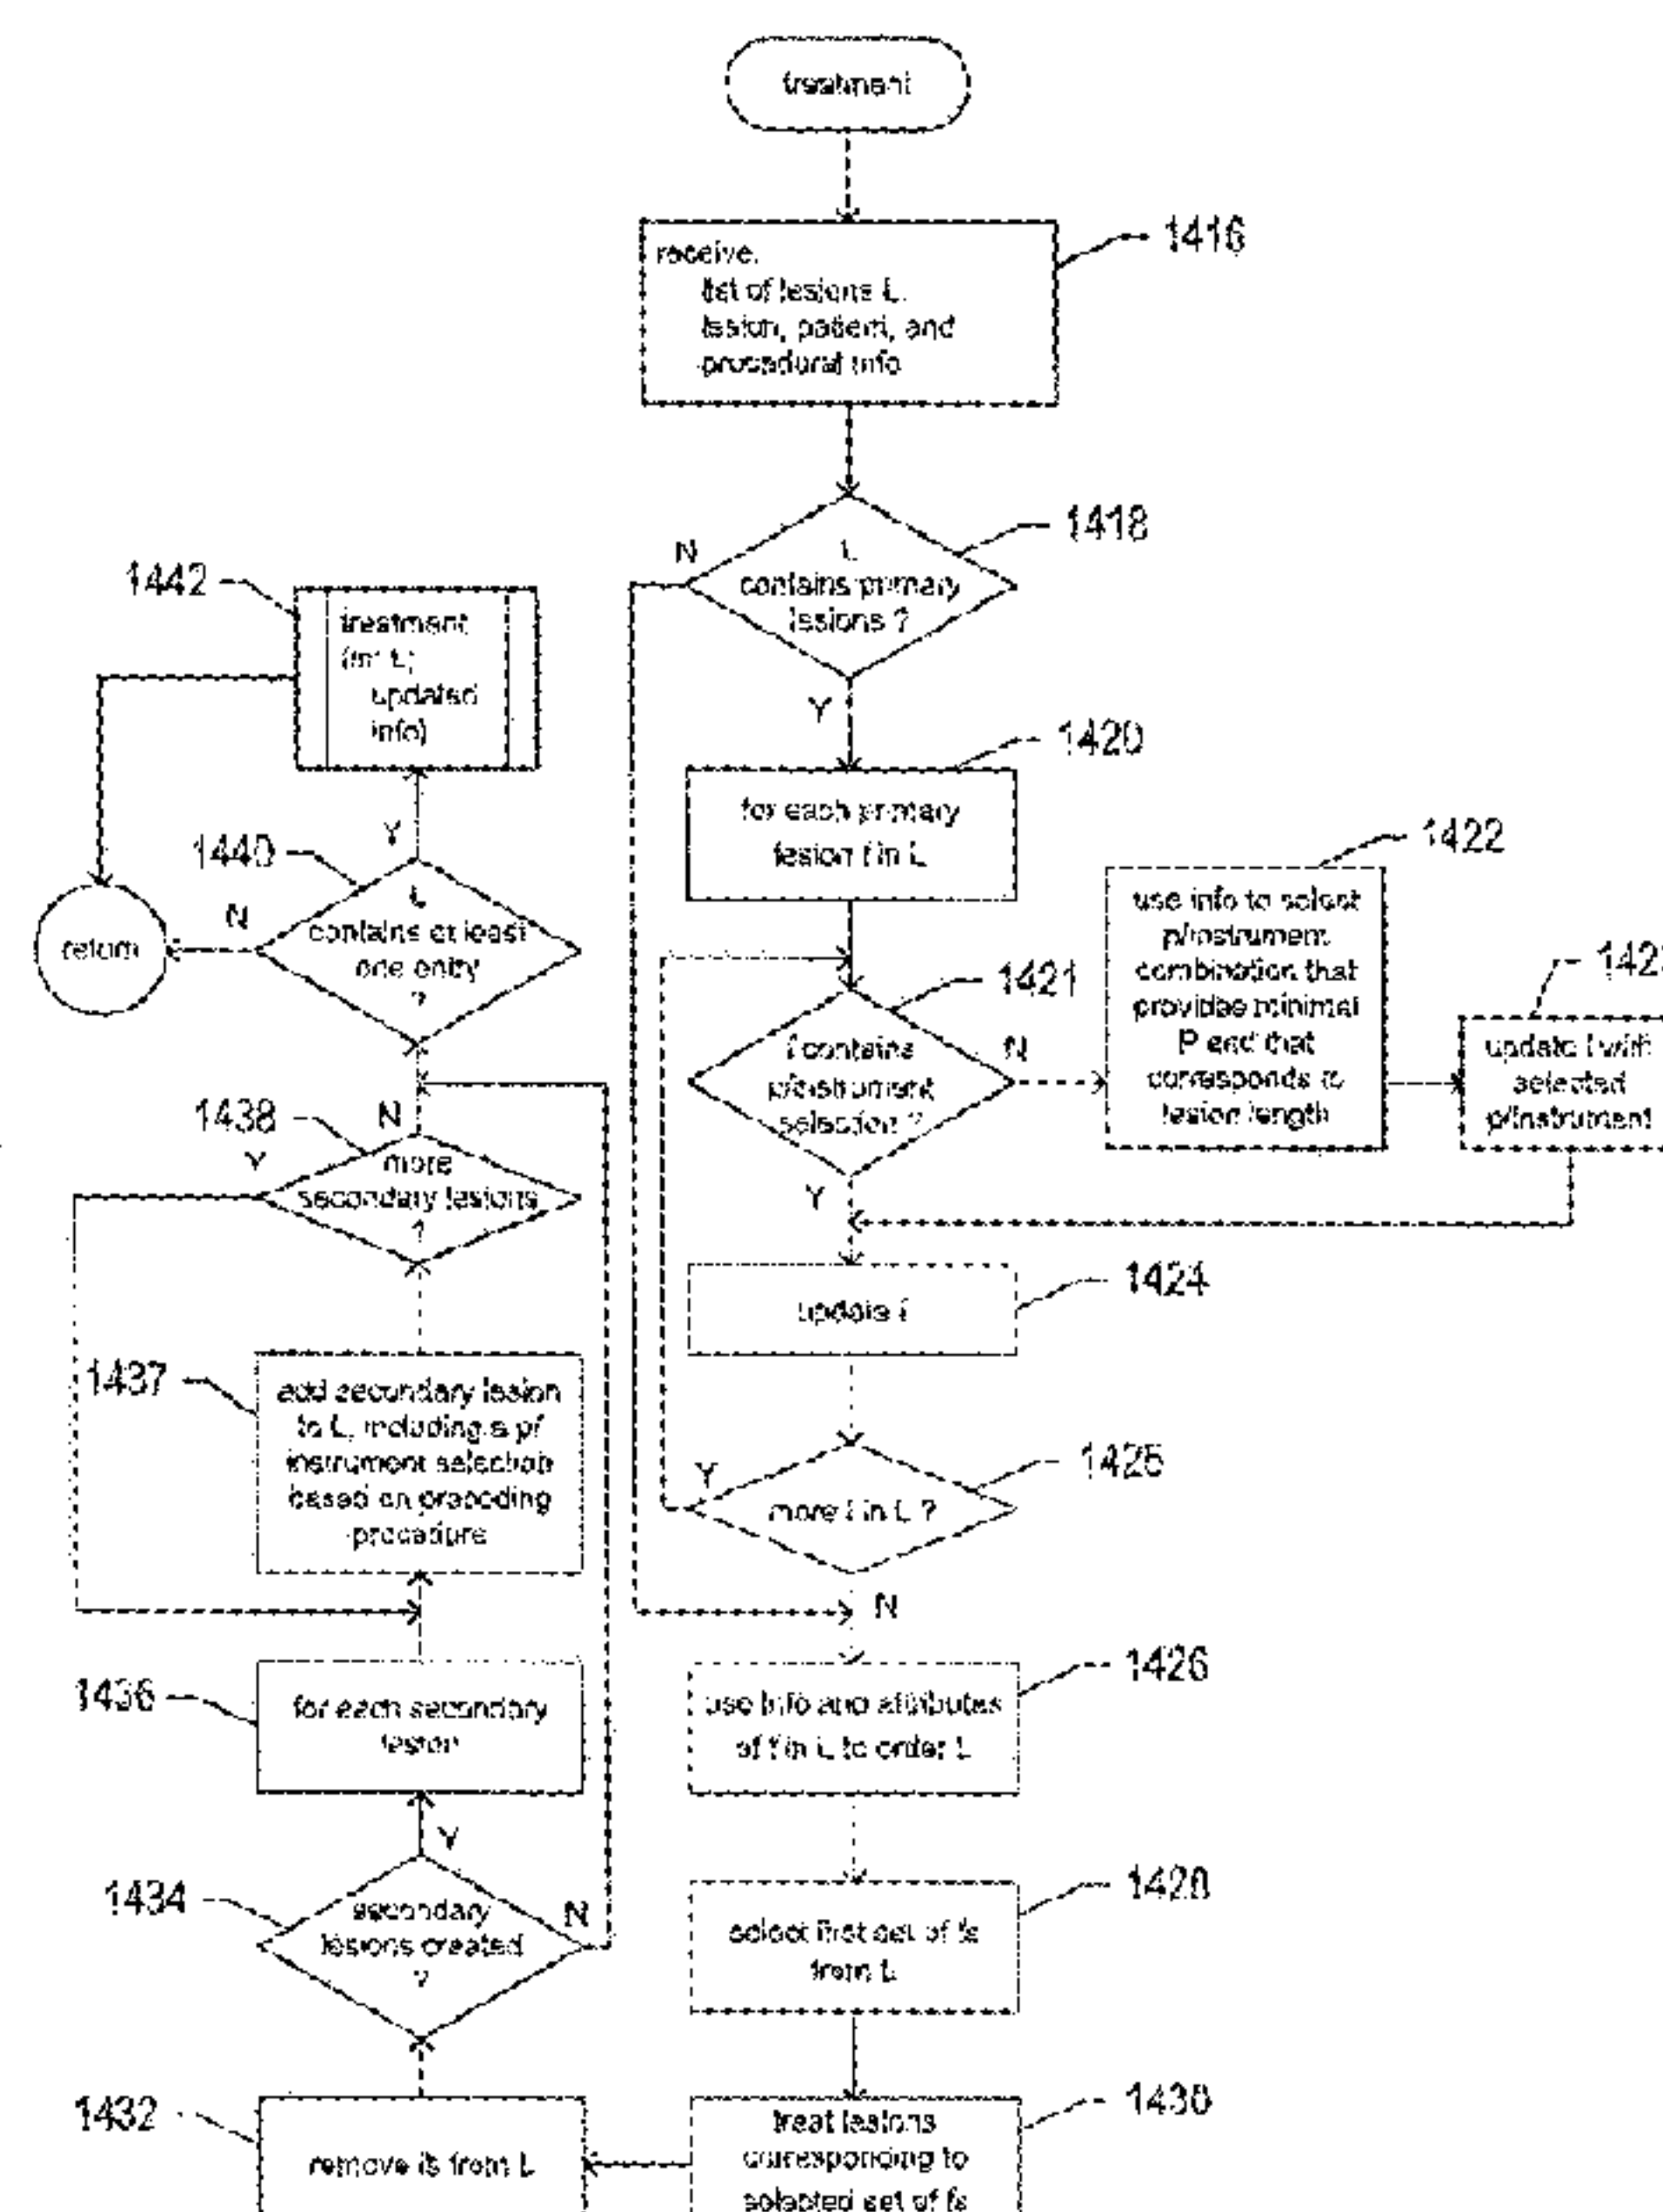 treatment
1416
receive:
list of lesions L,
lesion, patient, and
procedural info
1418
N
L
contains primary
lesions ?
Y
1442
treatment
updated
info)
1420
for each primary
lesion l in L
1440
Y
N
L
contains at least
one entry
?
return
1422
use info to select
p/instrument
combination that
provides minimal
P and that
corresponds to
lesion length
1421
l contains
p/instrument
selection ?
N
Y
update l with
selected
p/instrument
1438
N
Y
more
secondary lesions
?
1424
update l
1437
add secondary lesion
to L, including a p/
instrument selection
based on preceding
procedure
1425
Y
more l in L ?
N
1426
use info and attributes
of l in L to order L
1436
for each secondary
lesion
Y
1428
select first set of ls
from L
1434
secondary
lesions created
?
N
1430
treat lesions
corresponding to
selected set of ls
1432
remove ls from L